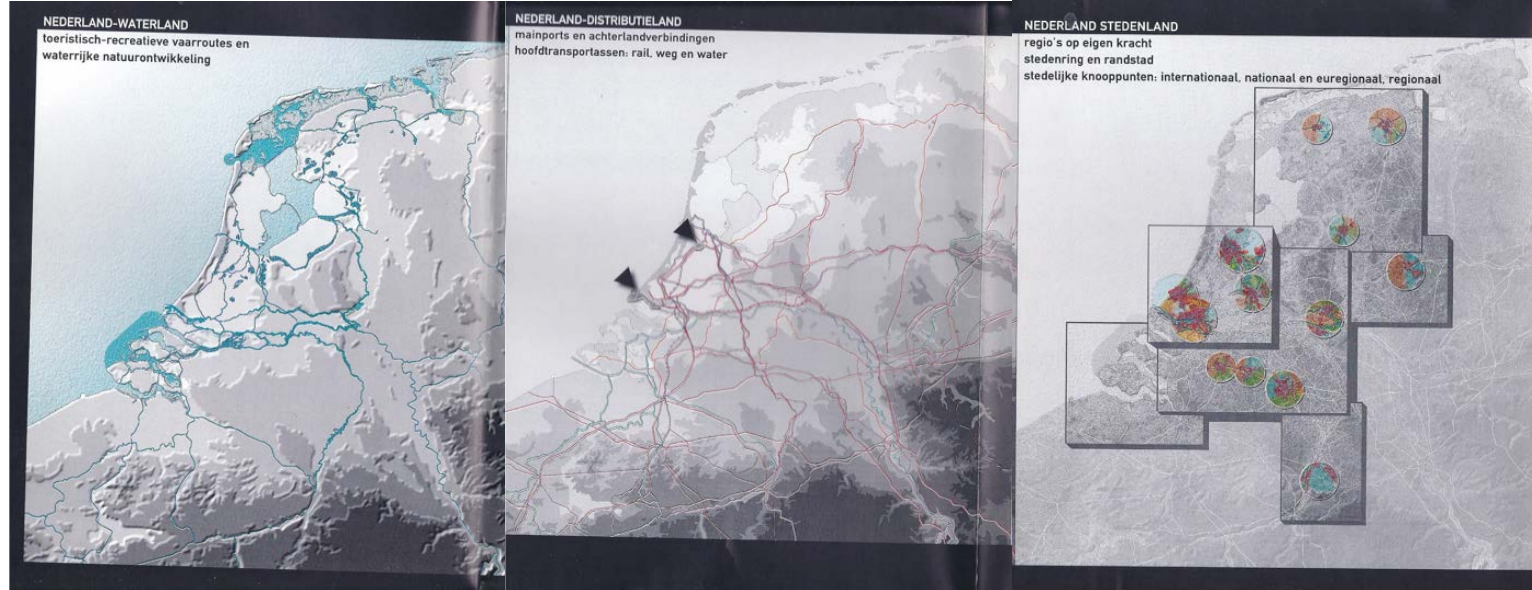 NEDERLAND-WATERLAND
toeristisch-recreatieve vaarroutes en
waterrijke natuurontwikkeling
NEDERLAND-DISTRIBUTIELAND
mainports en achterlandverbindingen
hoofdtransportassen: rail, weg en water
NEDERLAND STEDENLAND
regio's op eigen kracht
stedenring en randstad
stedelijke knooppunten: internationaal, nationaal en euregionaal, regionaal